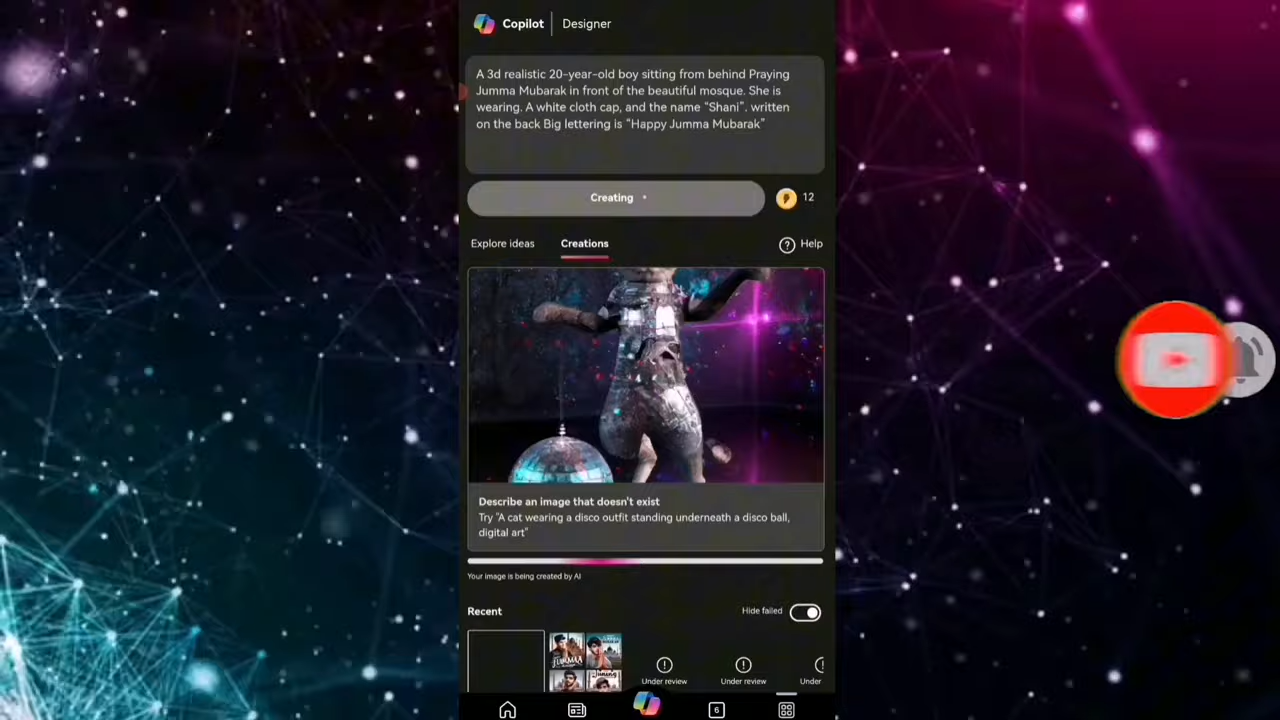 Copilot | Designer
A 3d realistic 20-year-old boy sitting from behind Praying
Jumma Mubarak in front of the beautiful mosque. She is
wearing. A white cloth cap, and the name "Shani". written
on the back Big lettering is "Happy Jumma Mubarak"
Creating
12
Explore ideas
Creations
Help
Describe an image that doesn't exist
Try "A cat wearing a disco outfit standing underneath a disco ball,
digital art"
Your image is being created by AI
Recent
Hide failed
Under review
Under review
Under
6